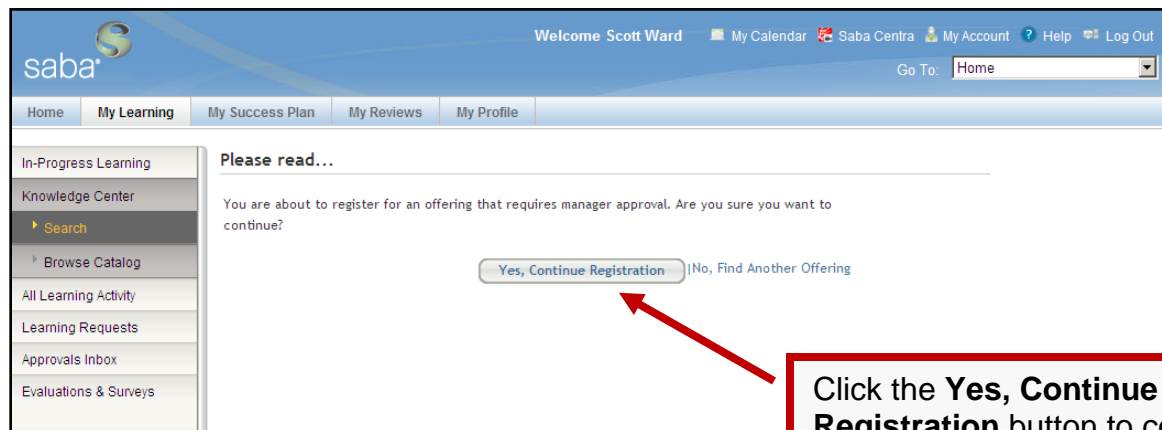 saba
Welcome Scott Ward My Calendar Saba Centra My Account ? Help Log Out
Go To: Home
Home My Learning My Success Plan My Reviews My Profile
In-Progress Learning
Knowledge Center
Search
Browse Catalog
All Learning Activity
Learning Requests
Approvals Inbox
Evaluations & Surveys
Please read...
You are about to register for an offering that requires manager approval. Are you sure you want to
continue?
Yes, Continue Registration |No, Find Another Offering
Click the Yes, Continue
Registration button to